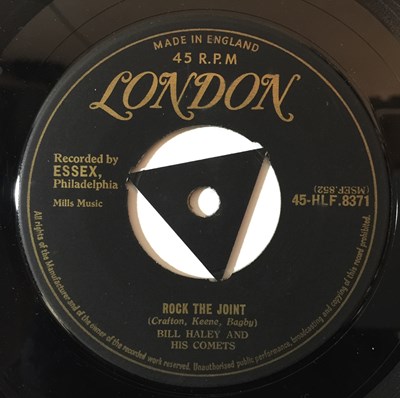 MADE IN ENGLAND
45 R.P.M
LONDON
Recorded by
ESSEX,
Philadelphia
Mills Music
(MSEF.852)
45-HLF.8371
ROCK THE JOINT
(Crafton, Keene, Bagby)
BILL HALEY AND
HIS COMETS
All rights of the Manufacturer and of the owner of the recorded work reserved. Unauthorised public performance, broadcasting and copying of this record prohibited.